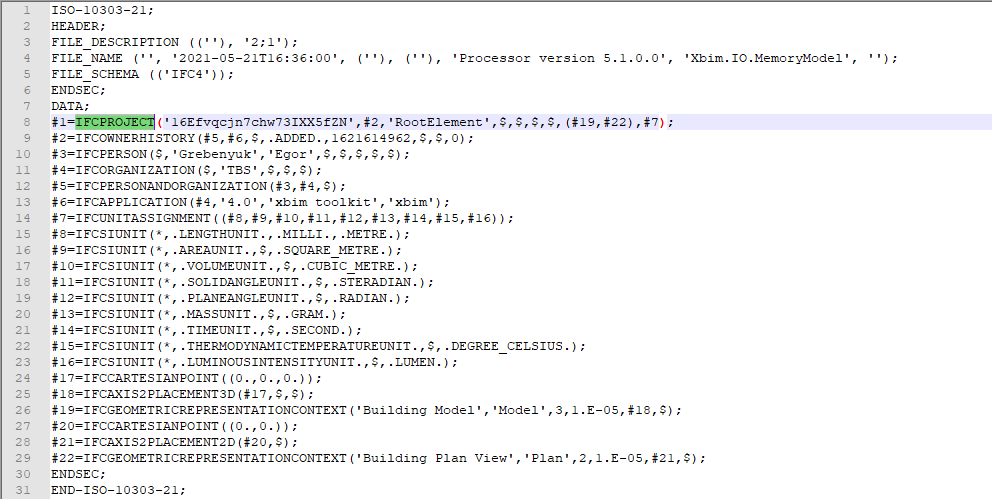 1 ISO-10303-21;
2 HEADER;
3 FILE_DESCRIPTION ((''), '2;1');
4 FILE_NAME ('', '2021-05-21T16:36:00', (''), (''), 'Processor version 5.1.0.0', 'Xbim.IO.MemoryModel', '');
5 FILE_SCHEMA (('IFC4'));
6 ENDSEC;
7 DATA;
8 #1=IFCPROJECT('16Efvqcjn7chw73IXX5fZN',#2,'RootElement',$,$,$,$,(#19,#22),#7);
9 #2=IFCOWNERHISTORY(#5,#6,$,.ADDED.,1621614962,$,$,0);
10 #3=IFCPERSON($,'Grebenyuk','Egor',$,$,$,$,$);
11 #4=IFCORGANIZATION($,'TBS',$,$,$);
12 #5=IFCPERSONANDORGANIZATION(#3,#4,$);
13 #6=IFCAPPLICATION(#4,'4.0','xbim toolkit','xbim');
14 #7=IFCUNITASSIGNMENT((#8,#9,#10,#11,#12,#13,#14,#15,#16));
15 #8=IFCSIUNIT(*,.LENGTHUNIT.,.MILLI.,.METRE.);
16 #9=IFCSIUNIT(*,.AREAUNIT.,$,.SQUARE_METRE.);
17 #10=IFCSIUNIT(*,.VOLUMEUNIT.,$,.CUBIC_METRE.);
18 #11=IFCSIUNIT(*,.SOLIDANGLEUNIT.,$,.STERADIAN.);
19 #12=IFCSIUNIT(*,.PLANEANGLEUNIT.,$,.RADIAN.);
20 #13=IFCSIUNIT(*,.MASSUNIT.,$,.GRAM.);
21 #14=IFCSIUNIT(*,.TIMEUNIT.,$,.SECOND.);
22 #15=IFCSIUNIT(*,.THERMODYNAMICTEMPERATUREUNIT.,$,.DEGREE_CELSIUS.);
23 #16=IFCSIUNIT(*,.LUMINOUSINTENSITYUNIT.,$,.LUMEN.);
24 #17=IFCCARTESIANPOINT((0.,0.,0.));
25 #18=IFCAXIS2PLACEMENT3D(#17,$,$);
26 #19=IFCGEOMETRICREPRESENTATIONCONTEXT('Building Model','Model',3,1.E-05,#18,$);
27 #20=IFCCARTESIANPOINT((0.,0.));
28 #21=IFCAXIS2PLACEMENT2D(#20,$);
29 #22=IFCGEOMETRICREPRESENTATIONCONTEXT('Building Plan View','Plan',2,1.E-05,#21,$);
30 ENDSEC;
31 END-ISO-10303-21;